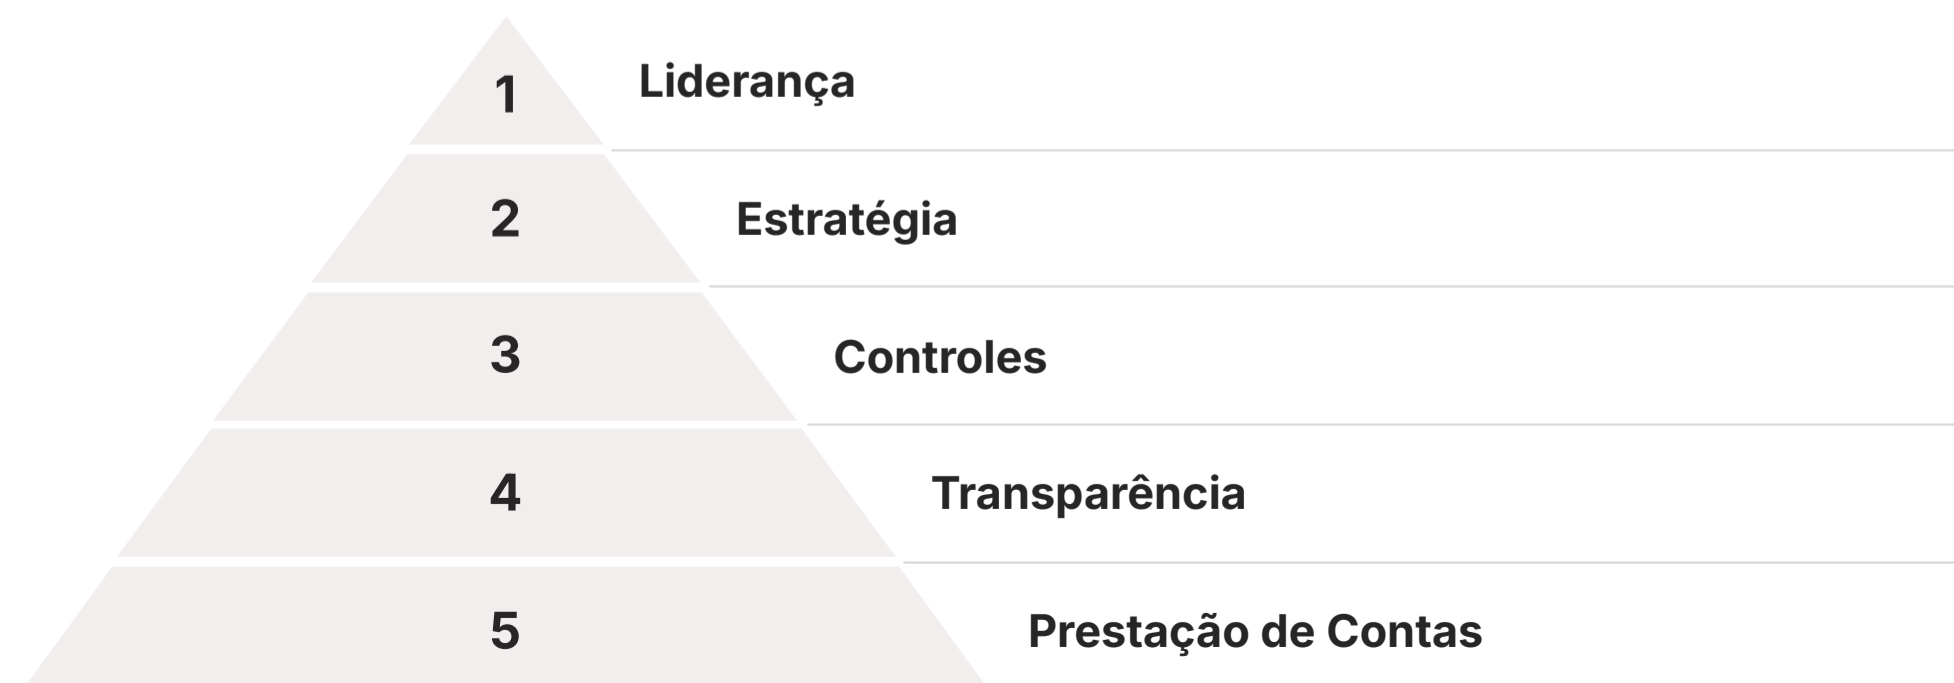 1 Liderança
2 Estratégia
3 Controles
4 Transparência
5 Prestação de Contas